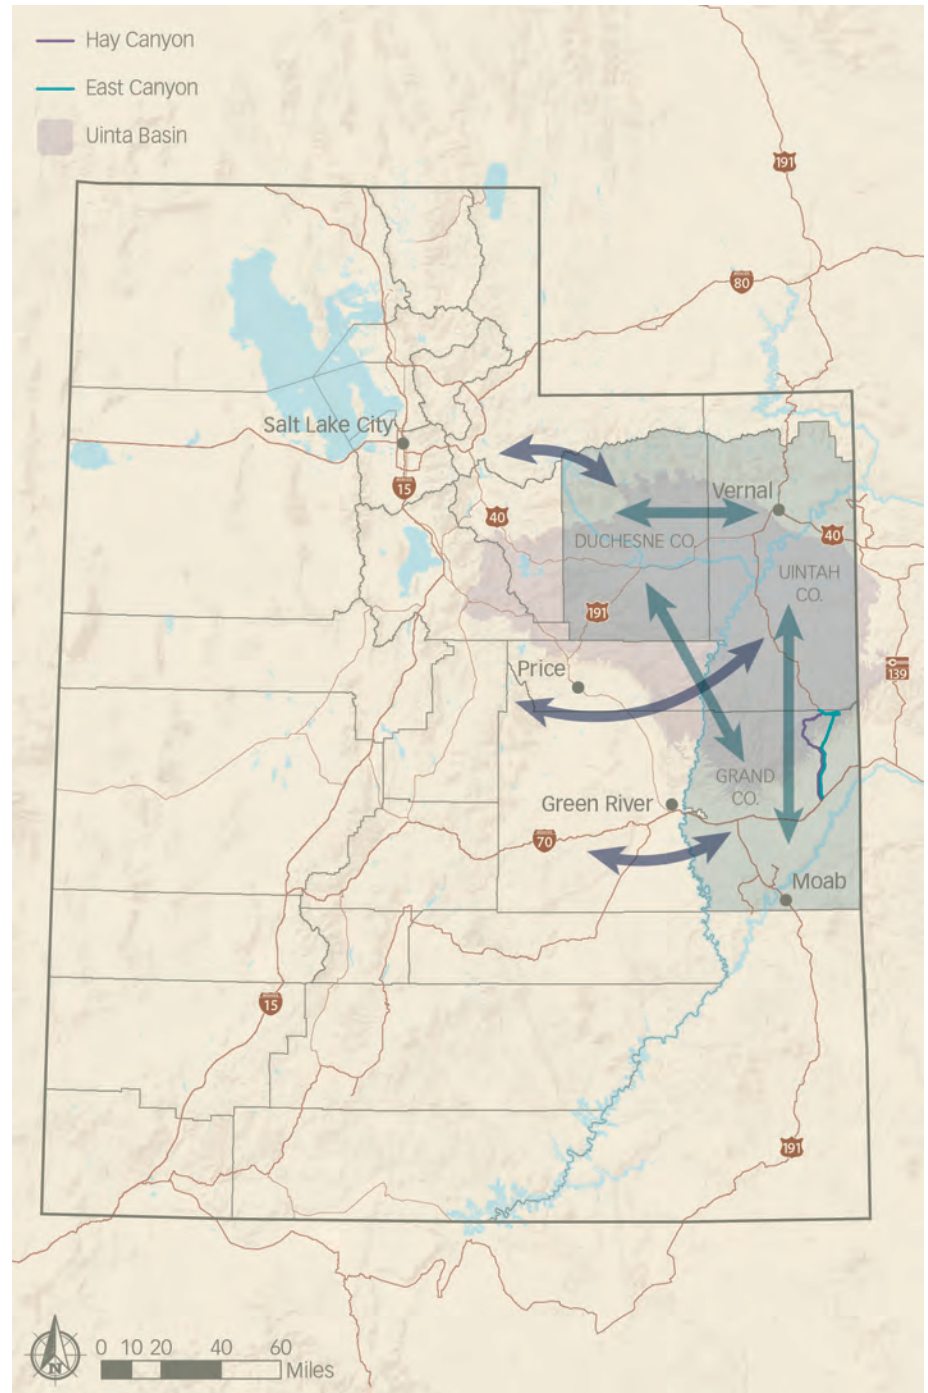 Hay Canyon
East Canyon
Uinta Basin
191
80
Salt Lake City
15
Vernal
40
40
DUCHESNE CO.
UINTAH
CO.
191
Price
139
GRAND
CO.
Green River
70
Moab
15
191
N
0 10 20 40 60
Miles